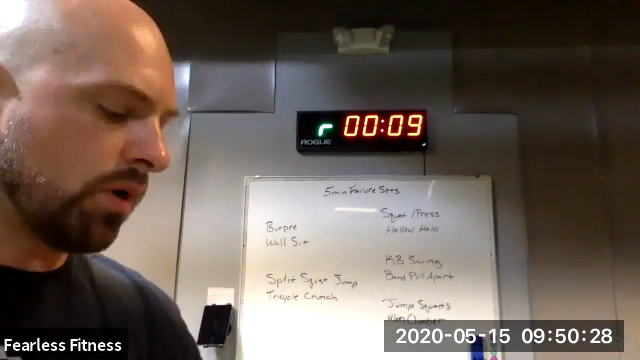 r 00:09
ROGUE
5min Failure Sets
Burpee
Wall Sit
Split Squat Jump
Tricycle Crunch
Squat/Press
Hollow Hold
KB Swing
Band Pull Apart
Jump Squats
Fearless Fitness
2020-05-15 09:50:28